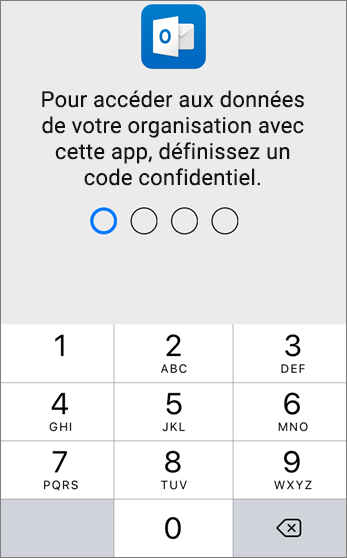 O
Pour accéder aux données
de votre organisation avec
cette app, définissez un
code confidentiel.
1 2 3
ABC DEF
4 5 6
GHI JKL MNO
7 8 9
PQRS TUV WXYZ
0